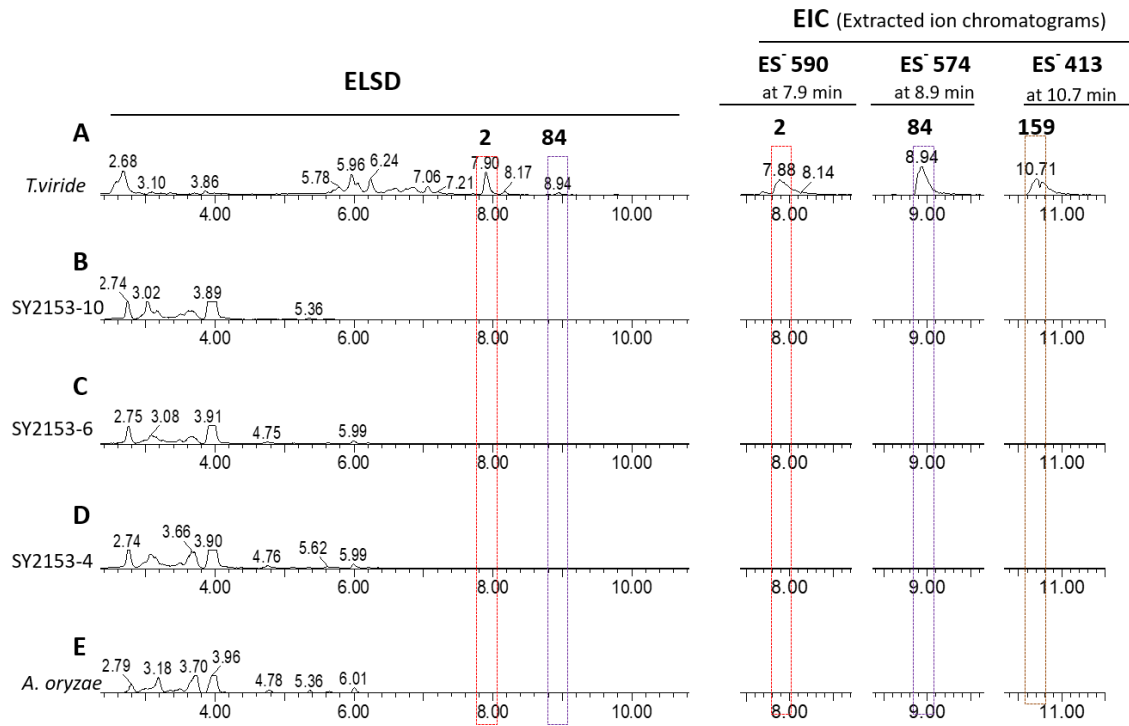 EIC (Extracted ion chromatograms)
ELSD
ES⁻ 590 ES⁻ 574 ES⁻ 413
at 7.9 min at 8.9 min at 10.7 min
A 2 84 2 84 159
T.viride
2.68 3.10 3.86 5.78 5.96 6.24 7.06 7.21 7.90 8.17 8.94 7.88 8.14 8.94 10.71
4.00 6.00 8.00 10.00 8.00 9.00 11.00
B
SY2153-10
2.74 3.02 3.89 5.36
4.00 6.00 8.00 10.00 8.00 9.00 11.00
C
SY2153-6
2.75 3.08 3.91 4.75 5.99
4.00 6.00 8.00 10.00 8.00 9.00 11.00
D
SY2153-4
2.74 3.66 3.90 4.76 5.62 5.99
4.00 6.00 8.00 10.00 8.00 9.00 11.00
E
A. oryzae
2.79 3.18 3.70 3.96 4.78 5.36 6.01
4.00 6.00 8.00 10.00 8.00 9.00 11.00